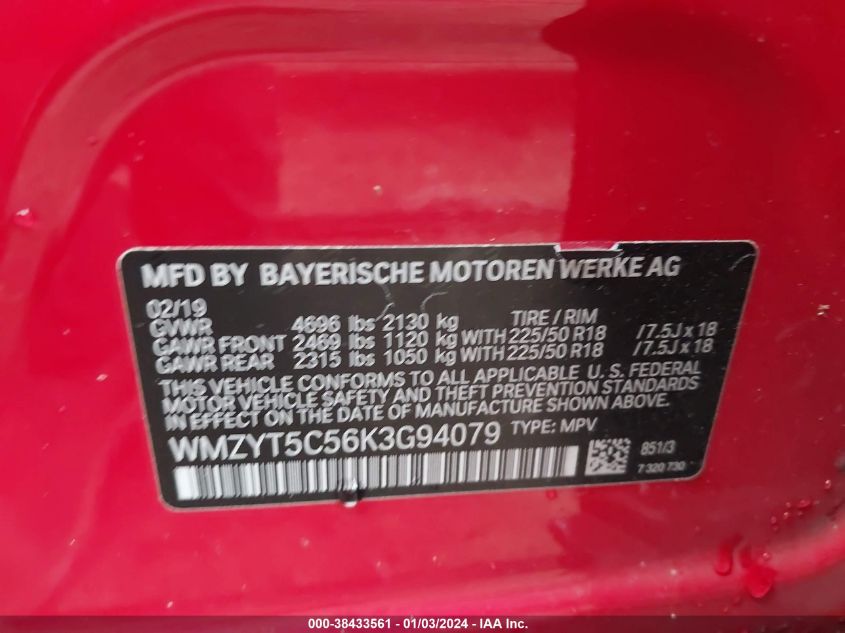 MFD BY BAYERISCHE MOTOREN WERKE AG
02/19
GVWR 4696 lbs 2130 kg TIRE / RIM
GAWR FRONT 2469 lbs 1120 kg WITH 225/50 R18 /7.5J x 18
GAWR REAR 2315 lbs 1050 kg WITH 225/50 R18 /7.5J x 18
THIS VEHICLE CONFORMS TO ALL APPLICABLE U. S. FEDERAL
MOTOR VEHICLE SAFETY AND THEFT PREVENTION STANDARDS
IN EFFECT ON THE DATE OF MANUFACTURE SHOWN ABOVE.
WMZYT5C56K3G94079 TYPE: MPV
851/3
7 320 730
000-38433561 - 01/03/2024 - IAA Inc.